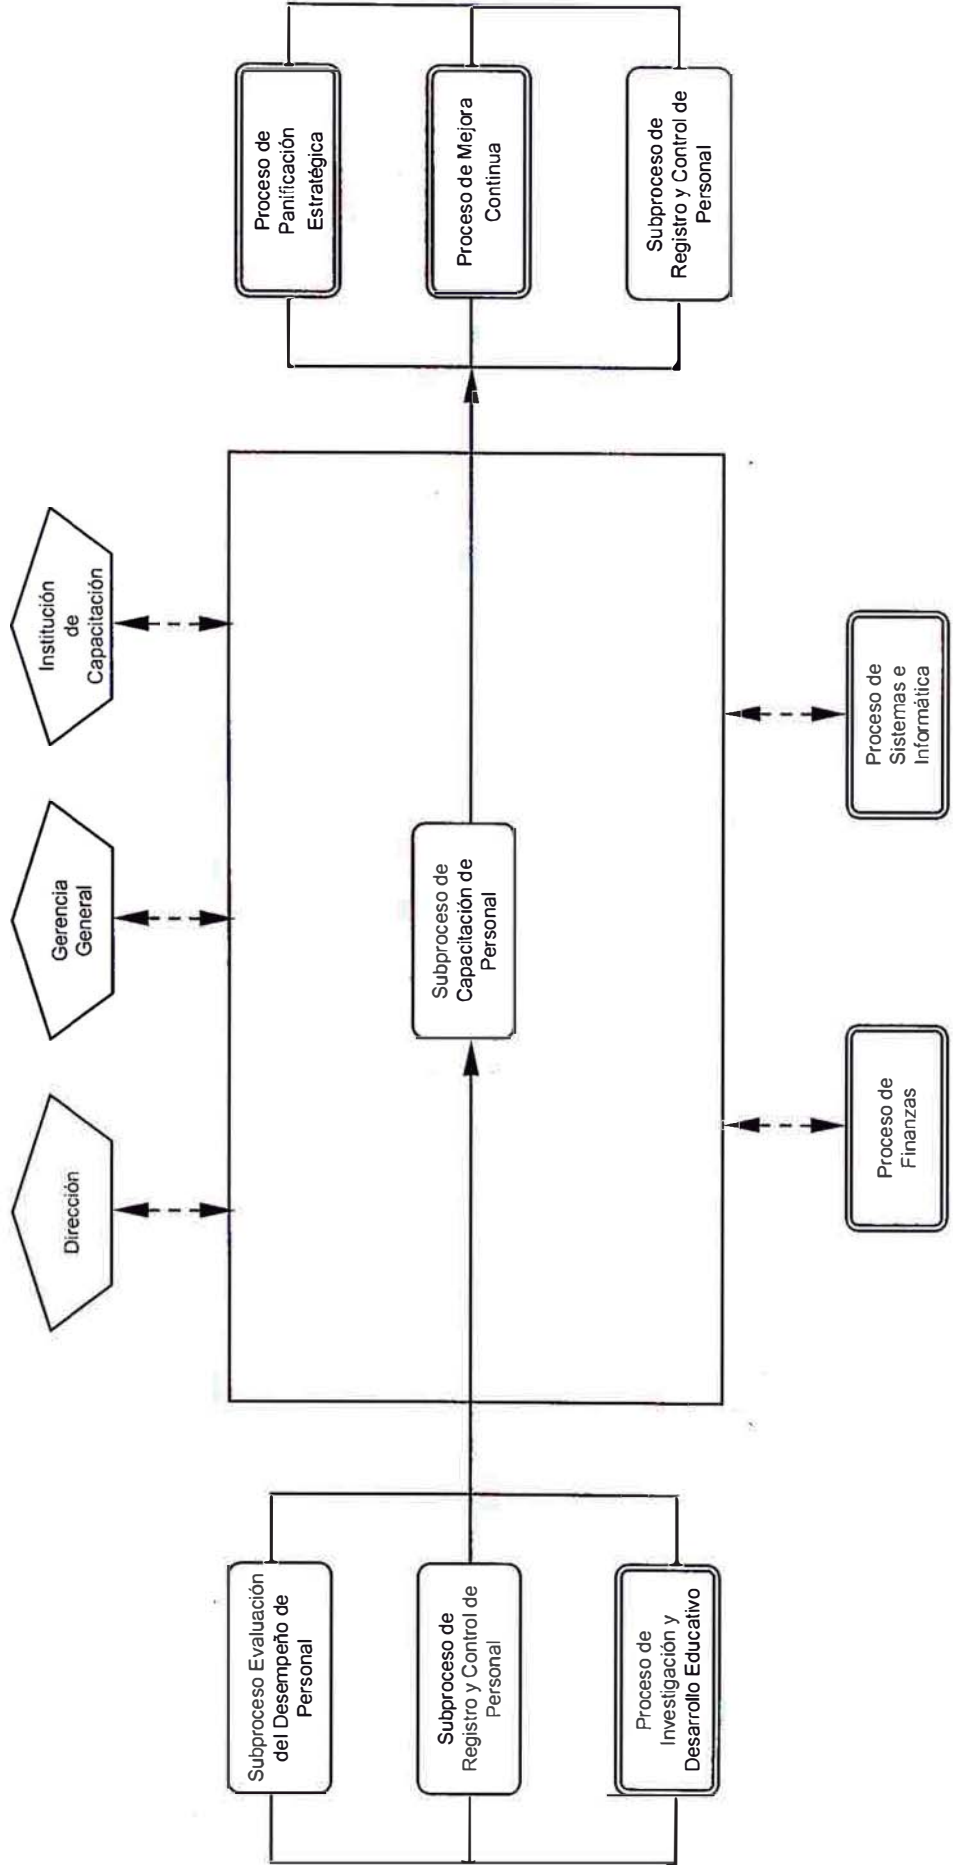 Dirección
Gerencia
General
Institución
de
Capacitación
Subproceso Evaluación
del Desempeño de
Personal
Subproceso de
Registro y Control de
Personal
Proceso de
Investigación y
Desarrollo Educativo
Subproceso de
Capacitación de
Personal
Proceso de
Panificación
Estratégica
Proceso de Mejora
Continua
Subproceso de
Registro y Control de
Personal
Proceso de
Finanzas
Proceso de
Sistemas e
Informática